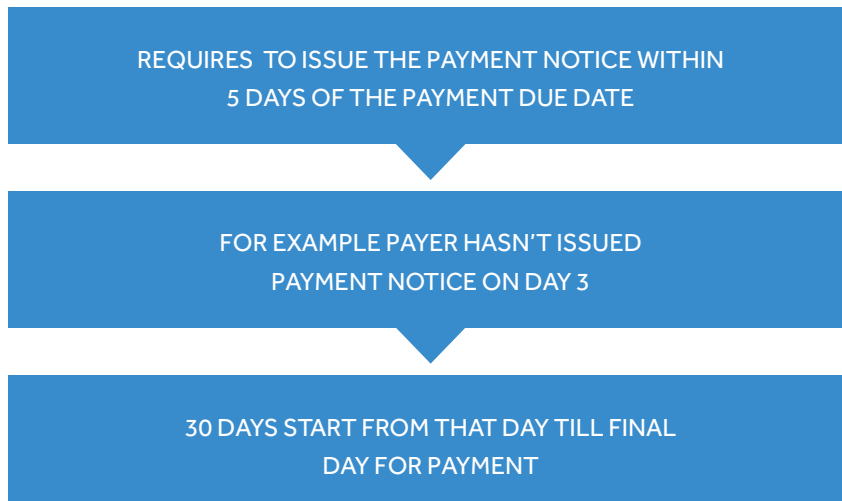 REQUIRES  TO ISSUE THE PAYMENT NOTICE WITHIN
5 DAYS OF THE PAYMENT DUE DATE
FOR EXAMPLE PAYER HASN'T ISSUED
PAYMENT NOTICE ON DAY 3
30 DAYS START FROM THAT DAY TILL FINAL
DAY FOR PAYMENT